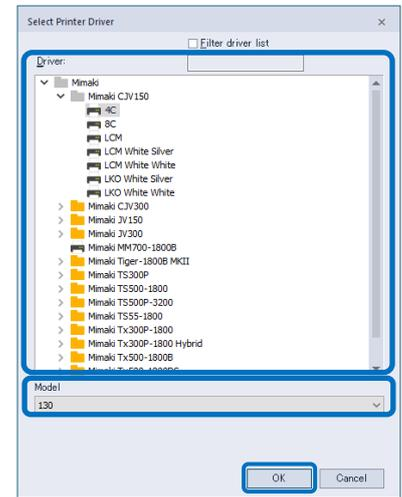 Select Printer Driver
Filter driver list
Driver:
Mimaki
Mimaki CJV150
4C
8C
LCM
LCM White Silver
LCM White White
LKO White Silver
LKO White White
Mimaki CJV300
Mimaki JV150
Mimaki JV300
Mimaki MM700-1800B
Mimaki Tiger-1800B MKII
Mimaki TS300P
Mimaki TS500-1800
Mimaki TS500P-3200
Mimaki TS55-1800
Mimaki Tx300P-1800
Mimaki Tx300P-1800 Hybrid
Mimaki Tx500-1800B
Model
130
OK
Cancel